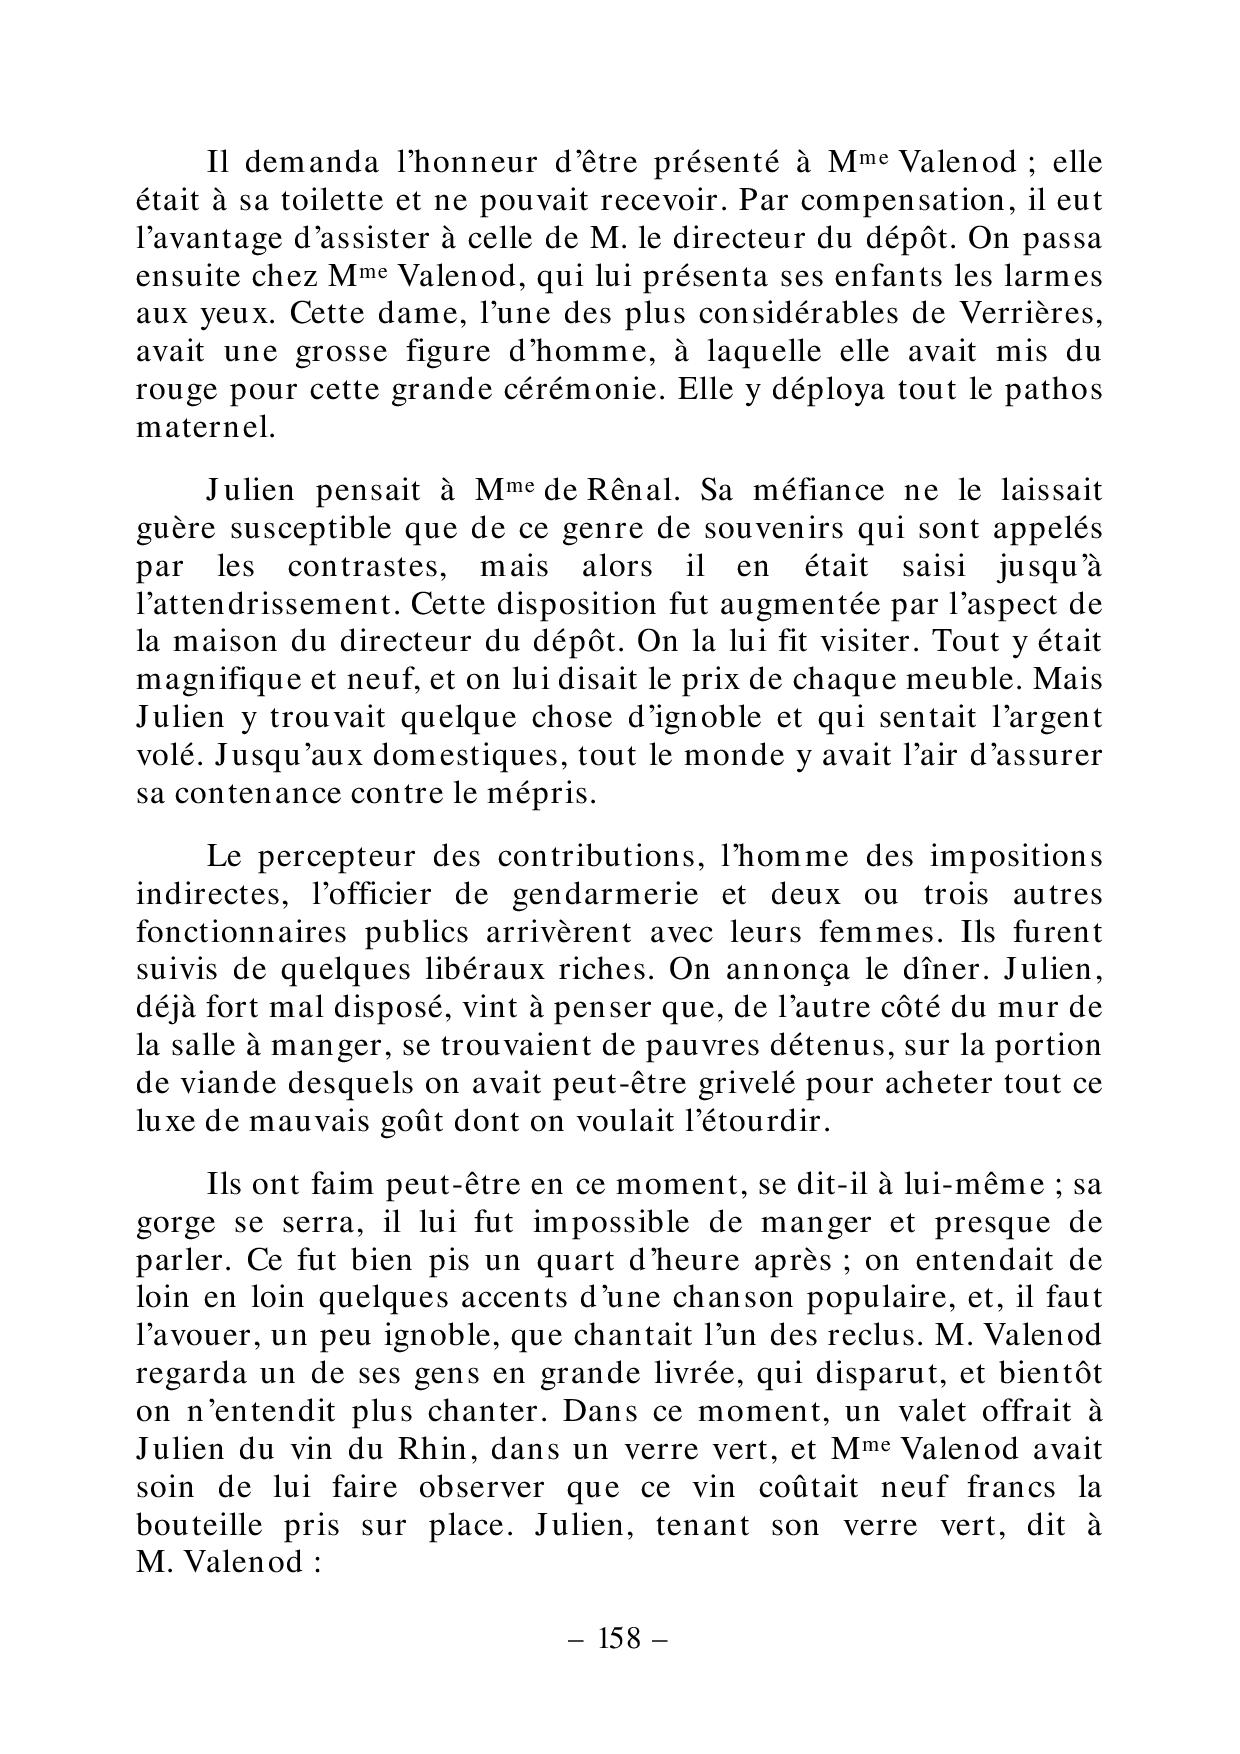 Il demanda l’honneur d’être présenté à Mme Valenod ; elle
était à sa toilette et ne pouvait recevoir. Par compensation, il eut
l’avantage d’assister à celle de M. le directeur du dépôt. On passa
ensuite chez Mme Valenod, qui lui présenta ses enfants les larmes
aux yeux. Cette dame, l’une des plus considérables de Verrières,
avait une grosse figure d’homme, à laquelle elle avait mis du
rouge pour cette grande cérémonie. Elle y déploya tout le pathos
maternel.
Julien pensait à Mme de Rênal. Sa méfiance ne le laissait
guère susceptible que de ce genre de souvenirs qui sont appelés
par les contrastes, mais alors il en était saisi jusqu’à
l’attendrissement. Cette disposition fut augmentée par l’aspect de
la maison du directeur du dépôt. On la lui fit visiter. Tout y était
magnifique et neuf, et on lui disait le prix de chaque meuble. Mais
Julien y trouvait quelque chose d’ignoble et qui sentait l’argent
volé. Jusqu’aux domestiques, tout le monde y avait l’air d’assurer
sa contenance contre le mépris.
Le percepteur des contributions, l’homme des impositions
indirectes, l’officier de gendarmerie et deux ou trois autres
fonctionnaires publics arrivèrent avec leurs femmes. Ils furent
suivis de quelques libéraux riches. On annonça le dîner. Julien,
déjà fort mal disposé, vint à penser que, de l’autre côté du mur de
la salle à manger, se trouvaient de pauvres détenus, sur la portion
de viande desquels on avait peut-être grivelé pour acheter tout ce
luxe de mauvais goût dont on voulait l’étourdir.
Ils ont faim peut-être en ce moment, se dit-il à lui-même ; sa
gorge se serra, il lui fut impossible de manger et presque de
parler. Ce fut bien pis un quart d’heure après ; on entendait de
loin en loin quelques accents d’une chanson populaire, et, il faut
l’avouer, un peu ignoble, que chantait l’un des reclus. M. Valenod
regarda un de ses gens en grande livrée, qui disparut, et bientôt
on n’entendit plus chanter. Dans ce moment, un valet offrait à
Julien du vin du Rhin, dans un verre vert, et Mme Valenod avait
soin de lui faire observer que ce vin coûtait neuf francs la
bouteille pris sur place. Julien, tenant son verre vert, dit à
M. Valenod :
– 158 –